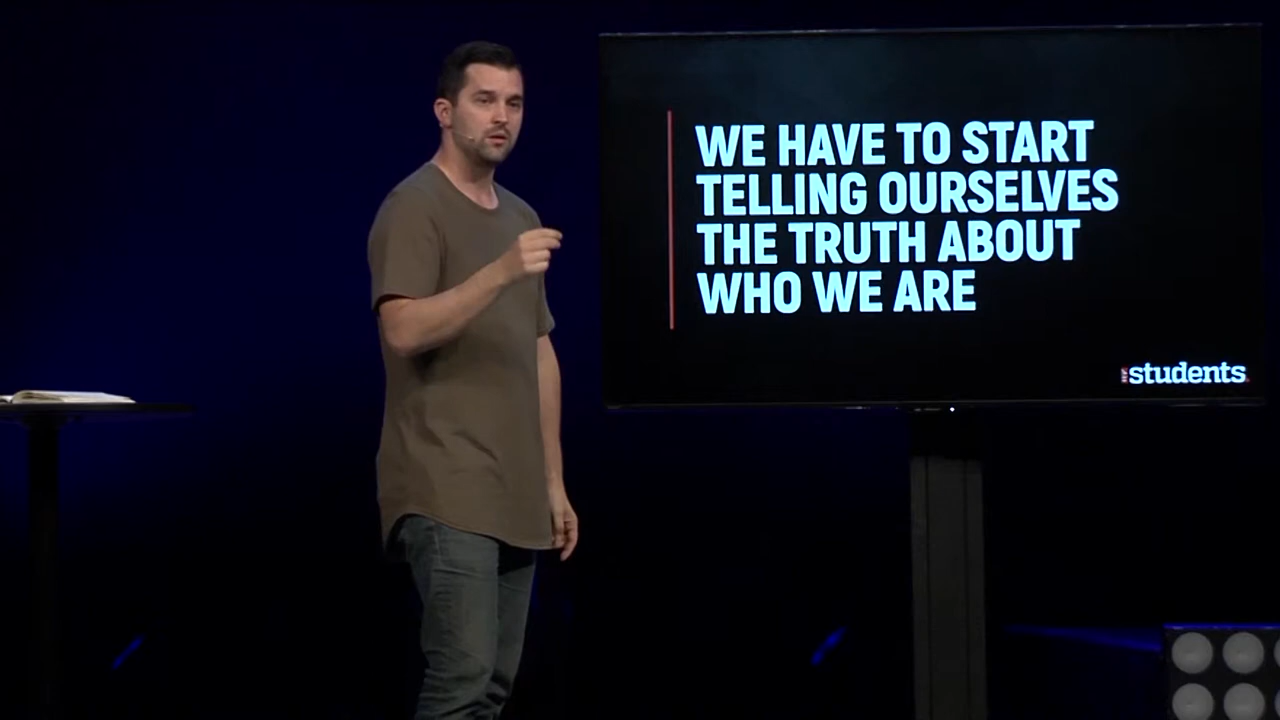 WE HAVE TO START
TELLING OURSELVES
THE TRUTH ABOUT
WHO WE ARE
students